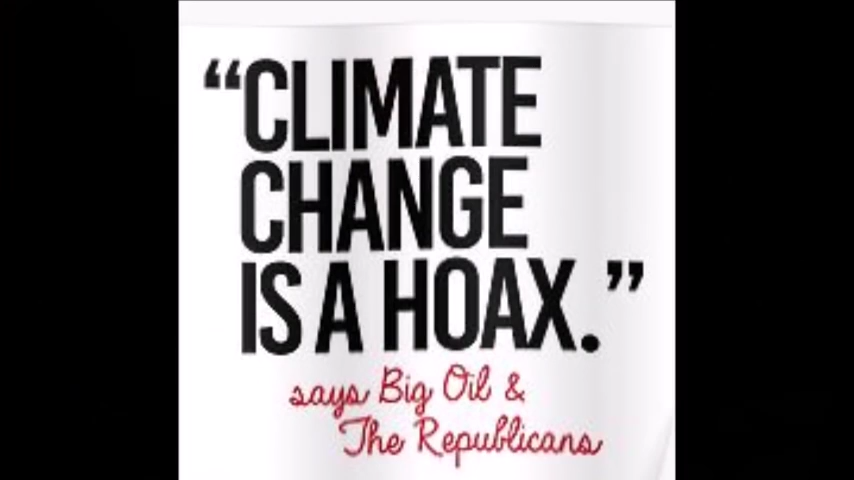 “CLIMATE
CHANGE
IS A HOAX.”
says Big Oil &
The Republicans